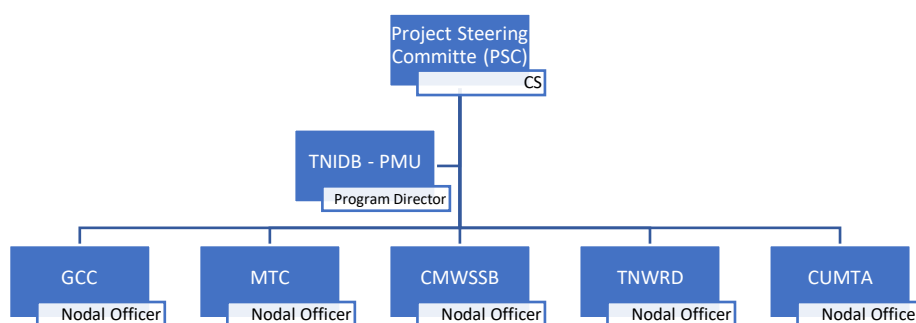 Project Steering
Committe (PSC)
CS
TNIDB - PMU
Program Director
GCC
MTC
CMWSSB
TNWRD
CUMTA
Nodal Officer
Nodal Officer
Nodal Officer
Nodal Officer
Nodal Office